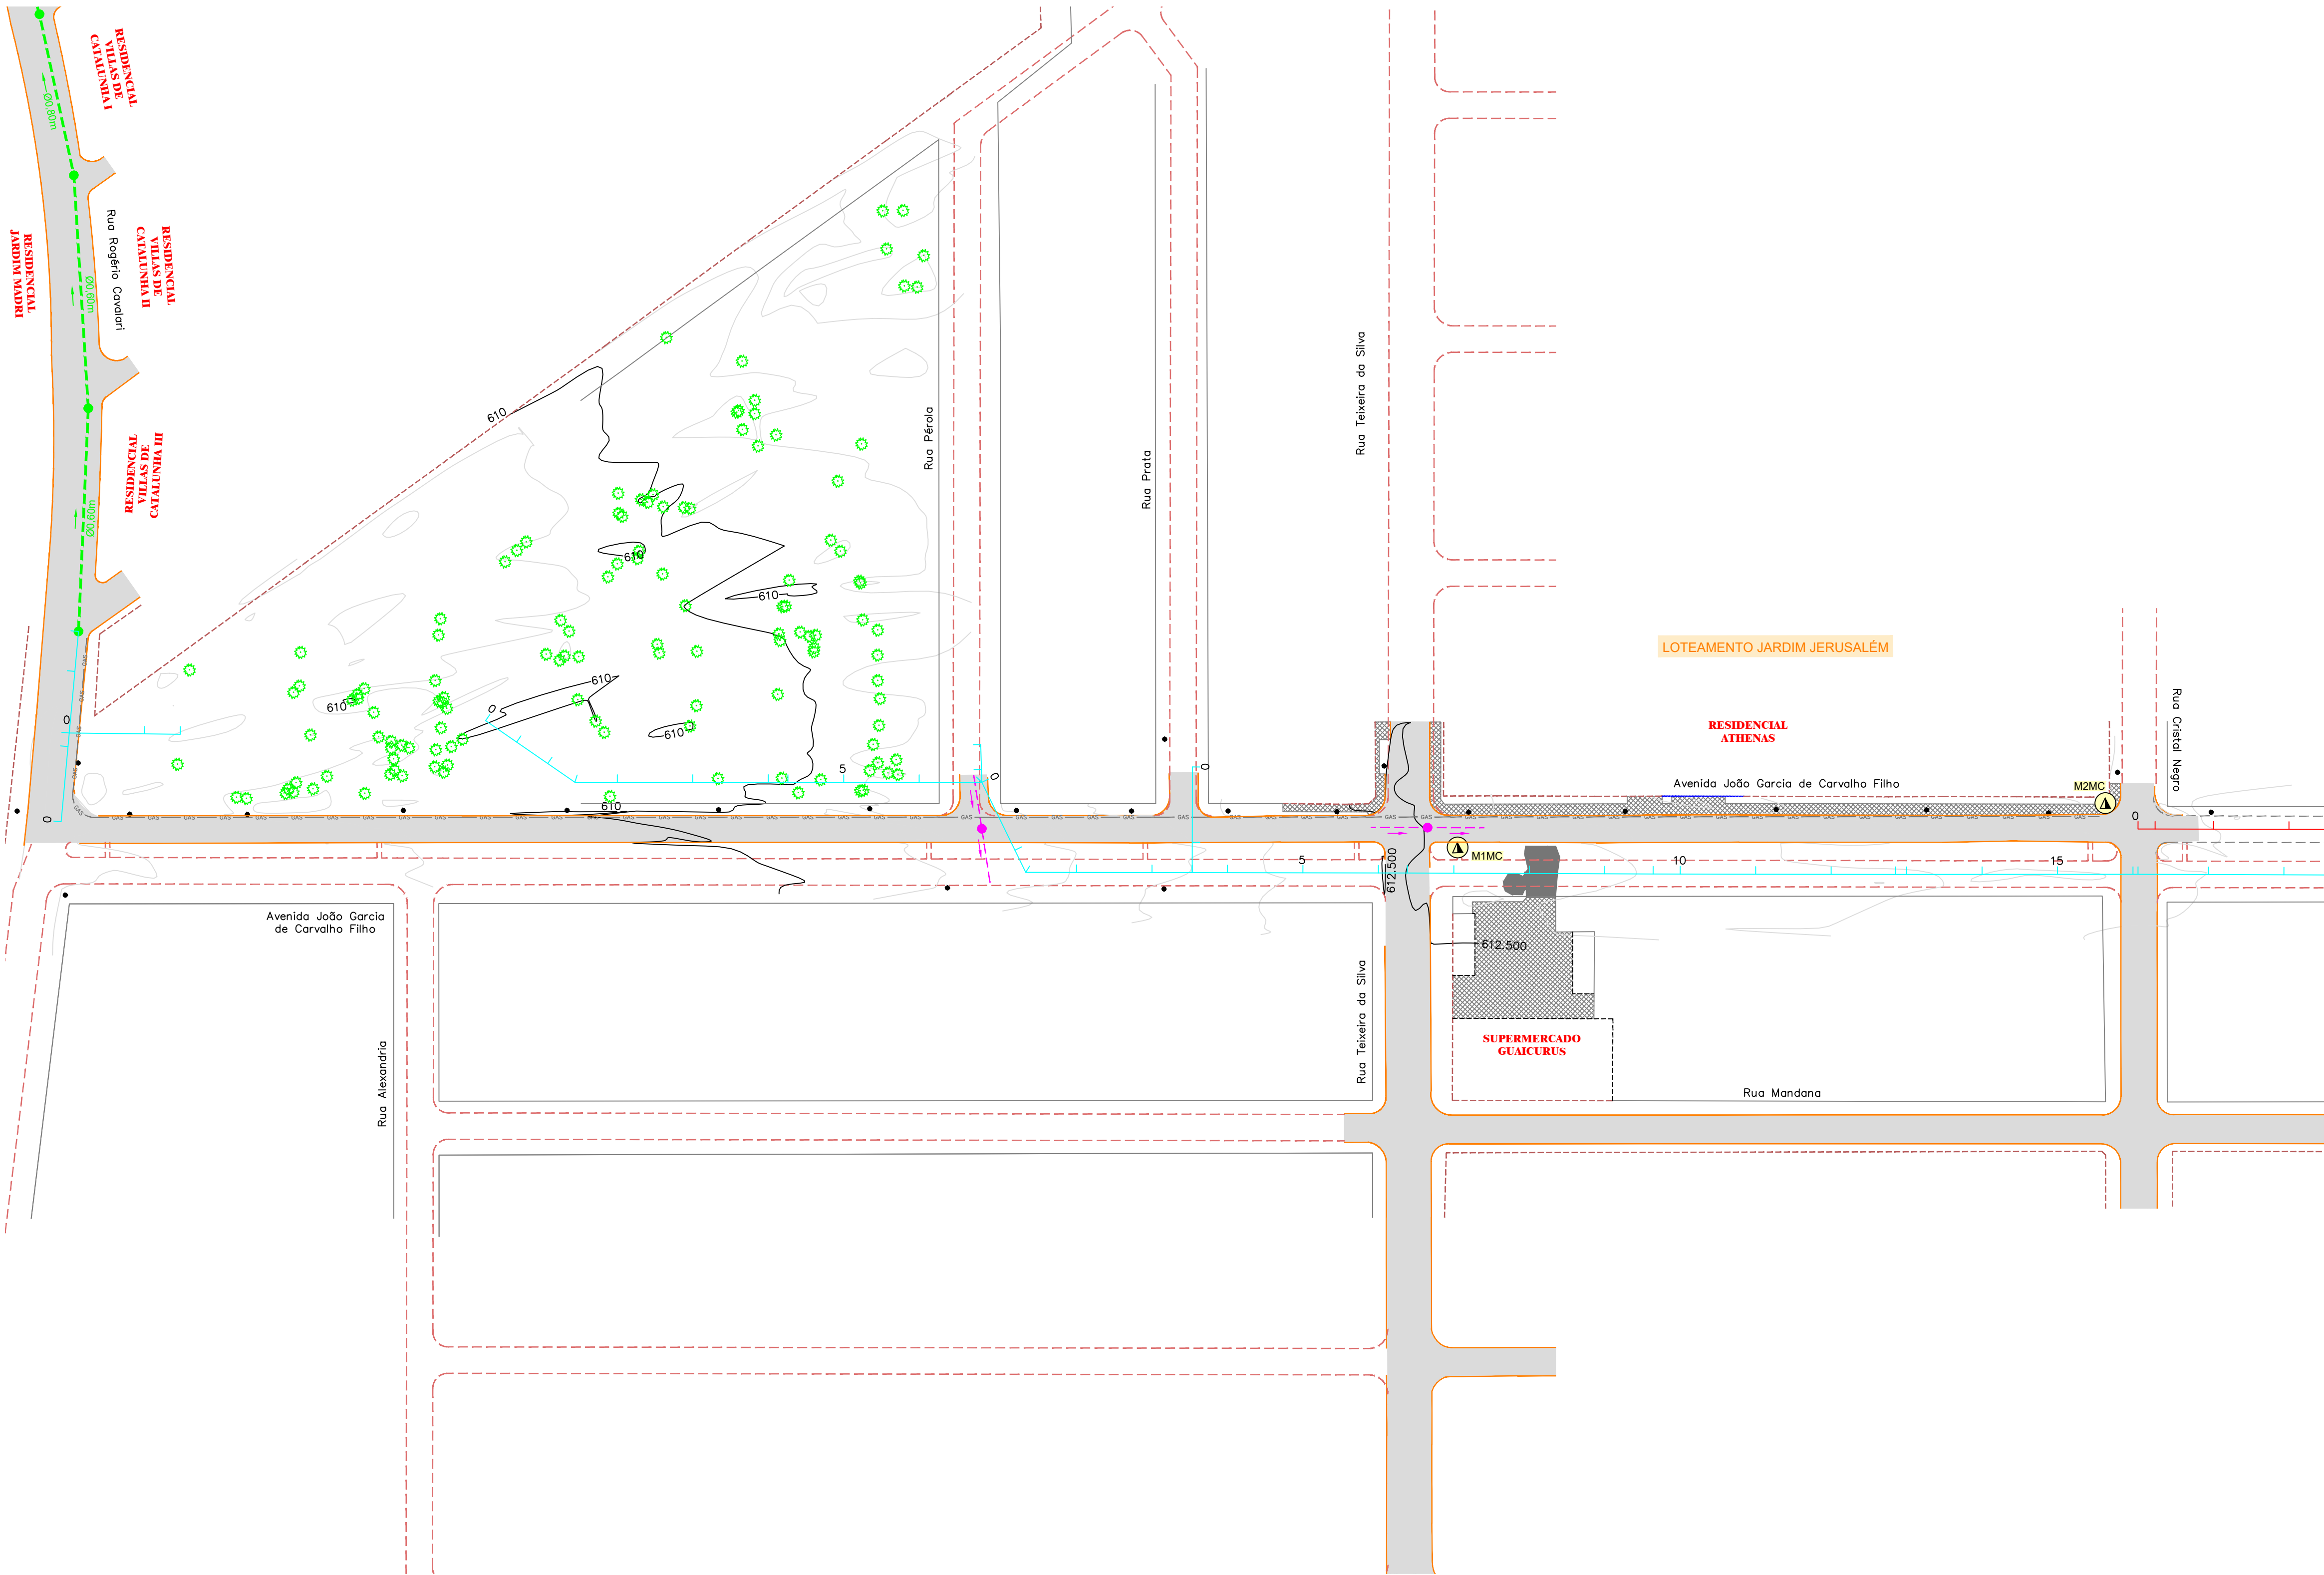 RESIDENCIAL
VILLAS DE
CATALUNHA I
Ø0,80m
Rua Rogério Cavalari
RESIDENCIAL
VILLAS DE
CATALUNHA II
RESIDENCIAL
JARDIM MADRI
Ø0,60m
RESIDENCIAL
VILLAS DE
CATALUNHA III
Ø0,60m
610
Rua Pérola
Rua Prata
Rua Teixeira da Silva
610
610
LOTEAMENTO JARDIM JERUSALÉM
610
610
610
0
0
Rua Cristal Negro
RESIDENCIAL
ATHENAS
5
0
0
Avenida João Garcia de Carvalho Filho
M2MC
610
0
0
GAS
5
M1MC
10
15
612.500
Avenida João Garcia
de Carvalho Filho
612.500
Rua Alexandria
Rua Teixeira da Silva
SUPERMERCADO
GUAICURUS
Rua Mandana